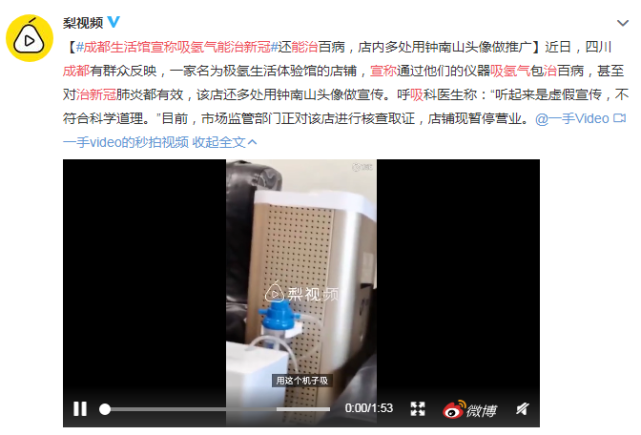 梨视频
【#成都生活馆宣称吸氢气能治新冠#还能治百病，店内多处用钟南山头像做推广】近日，四川
成都有群众反映，一家名为极氢生活体验馆的店铺，宣称通过他们的仪器吸氢气包治百病，甚至
对治新冠肺炎都有效，该店还多处用钟南山头像做宣传。呼吸科医生称：“听起来是虚假宣传，不
符合科学道理。”目前，市场监管部门正对该店进行核查取证，店铺现暂停营业。@一手Video
一手video的秒拍视频 收起全文
梨视频
用这个机子吸
0:00/1:53
微博